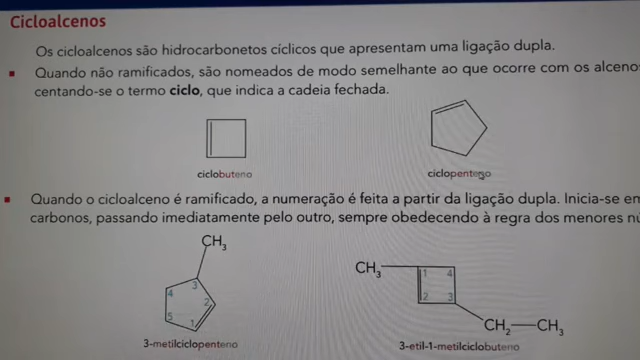 Cicloalcenos
Os cicloalcenos são hidrocarbonetos cíclicos que apresentam uma ligação dupla.
Quando não ramificados, são nomeados de modo semelhante ao que ocorre com os
centando-se o termo ciclo, que indica a cadeia fechada.
ciclobuteno
ciclopenteno
Quando o cicloalceno é ramificado, a numeração é feita a partir da ligação dupla. Inicia-se
carbonos, passando imediatamente pelo outro, sempre obedecendo à regra dos menores
CH3
3
4
2
5
1
3-metilciclopenteno
CH3
1 4
2 3
CH2—CH3
3-etil-1-metilciclobuteno